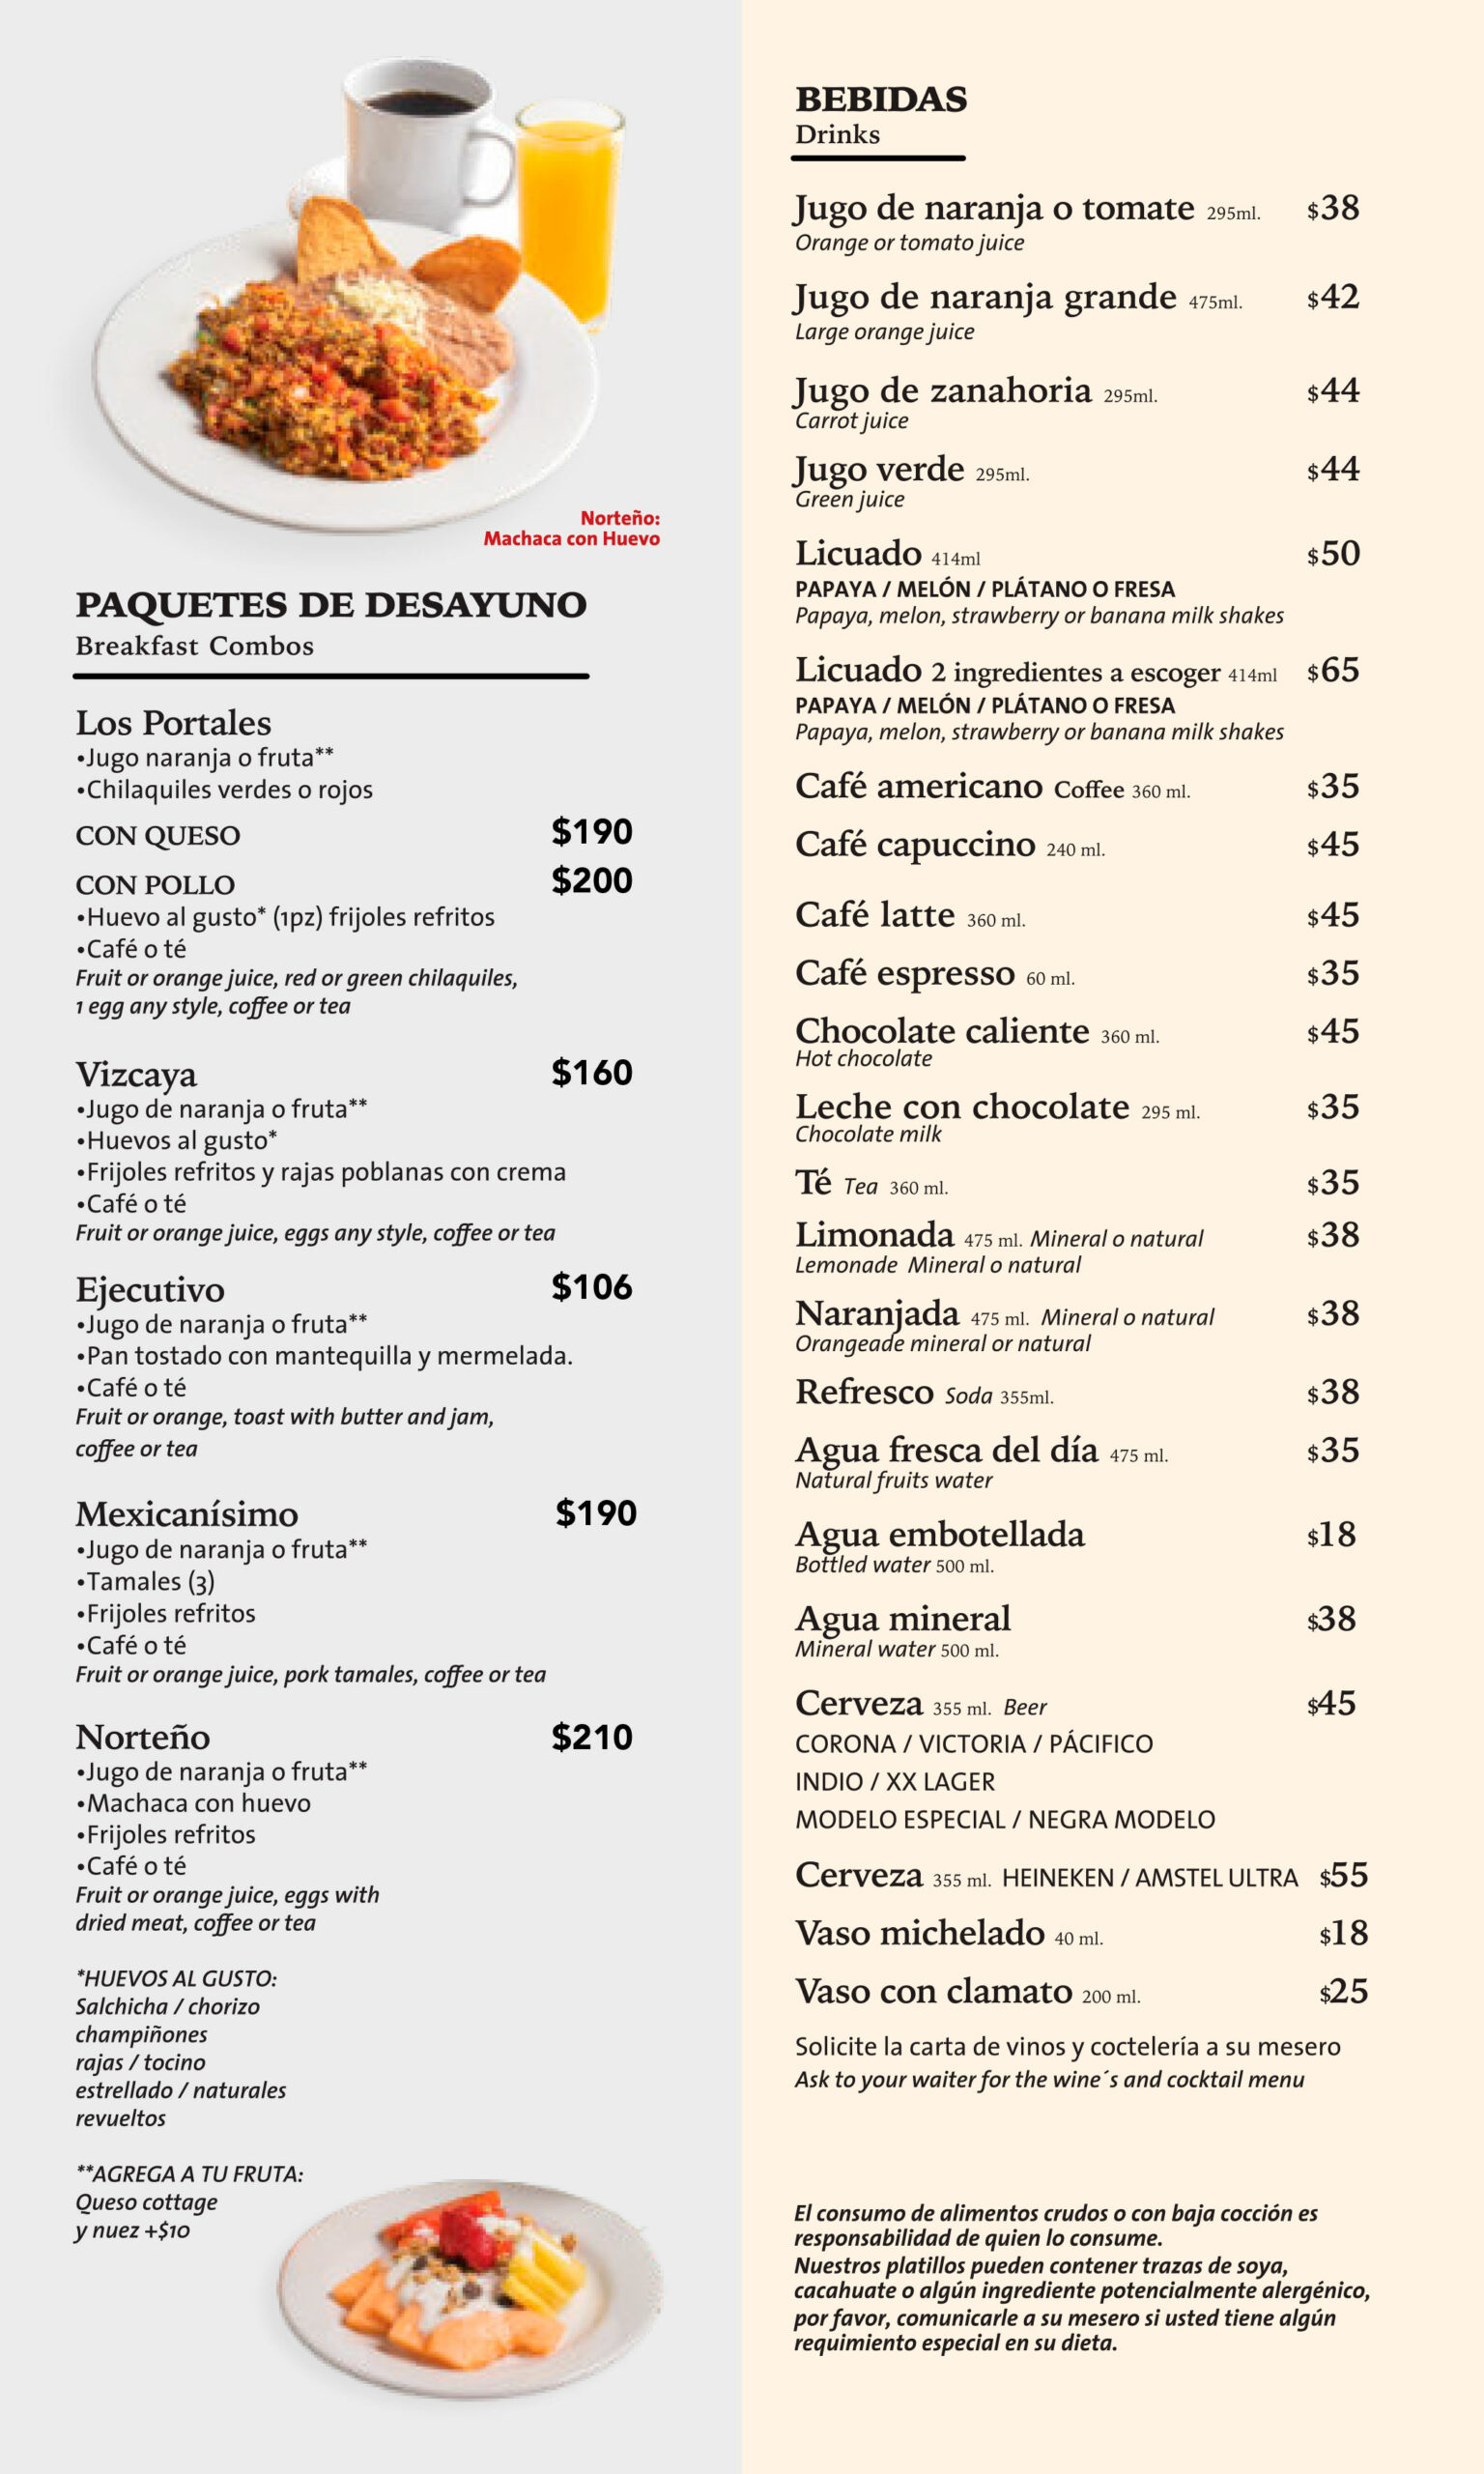 Norteño:
Machaca con Huevo
PAQUETES DE DESAYUNO
Breakfast Combos
Los Portales
•Jugo naranja o fruta**
•Chilaquiles verdes o rojos
CON QUESO $190
CON POLLO $200
•Huevo al gusto* (1pz) frijoles refritos
•Café o té
Fruit or orange juice, red or green chilaquiles,
1 egg any style, coffee or tea
Vizcaya $160
•Jugo de naranja o fruta**
•Huevos al gusto*
•Frijoles refritos y rajas poblanas con crema
•Café o té
Fruit or orange juice, eggs any style, coffee or tea
Ejecutivo $106
•Jugo de naranja o fruta**
•Pan tostado con mantequilla y mermelada.
•Café o té
Fruit or orange, toast with butter and jam,
coffee or tea
Mexicanísimo $190
•Jugo de naranja o fruta**
•Tamales (3)
•Frijoles refritos
•Café o té
Fruit or orange juice, pork tamales, coffee or tea
Norteño $210
•Jugo de naranja o fruta**
•Machaca con huevo
•Frijoles refritos
•Café o té
Fruit or orange juice, eggs with
dried meat, coffee or tea
*HUEVOS AL GUSTO:
Salchicha / chorizo
champiñones
rajas / tocino
estrellado / naturales
revueltos
**AGREGA A TU FRUTA:
Queso cottage
y nuez +$10
BEBIDAS
Drinks
Jugo de naranja o tomate 295ml. $38
Orange or tomato juice
Jugo de naranja grande 475ml. $42
Large orange juice
Jugo de zanahoria 295ml. $44
Carrot juice
Jugo verde 295ml. $44
Green juice
Licuado 414ml $50
PAPAYA / MELÓN / PLÁTANO O FRESA
Papaya, melon, strawberry or banana milk shakes
Licuado 2 ingredientes a escoger 414ml $65
PAPAYA / MELÓN / PLÁTANO O FRESA
Papaya, melon, strawberry or banana milk shakes
Café americano Coffee 360 ml. $35
Café capuccino 240 ml. $45
Café latte 360 ml. $45
Café espresso 60 ml. $35
Chocolate caliente 360 ml. $45
Hot chocolate
Leche con chocolate 295 ml. $35
Chocolate milk
Té Tea 360 ml. $35
Limonada 475 ml. Mineral o natural $38
Lemonade Mineral o natural
Naranjada 475 ml. Mineral o natural $38
Orangeade mineral or natural
Refresco Soda 355ml. $38
Agua fresca del día 475 ml. $35
Natural fruits water
Agua embotellada $18
Bottled water 500 ml.
Agua mineral $38
Mineral water 500 ml.
Cerveza 355 ml. Beer $45
CORONA / VICTORIA / PÁCIFICO
INDIO / XX LAGER
MODELO ESPECIAL / NEGRA MODELO
Cerveza 355 ml. HEINEKEN / AMSTEL ULTRA $55
Vaso michelado 40 ml. $18
Vaso con clamato 200 ml. $25
Solicite la carta de vinos y coctelería a su mesero
Ask to your waiter for the wine´s and cocktail menu
El consumo de alimentos crudos o con baja cocción es
responsabilidad de quien lo consume.
Nuestros platillos pueden contener trazas de soya,
cacahuate o algún ingrediente potencialmente alergénico,
por favor, comunicarle a su mesero si usted tiene algún
requimiento especial en su dieta.